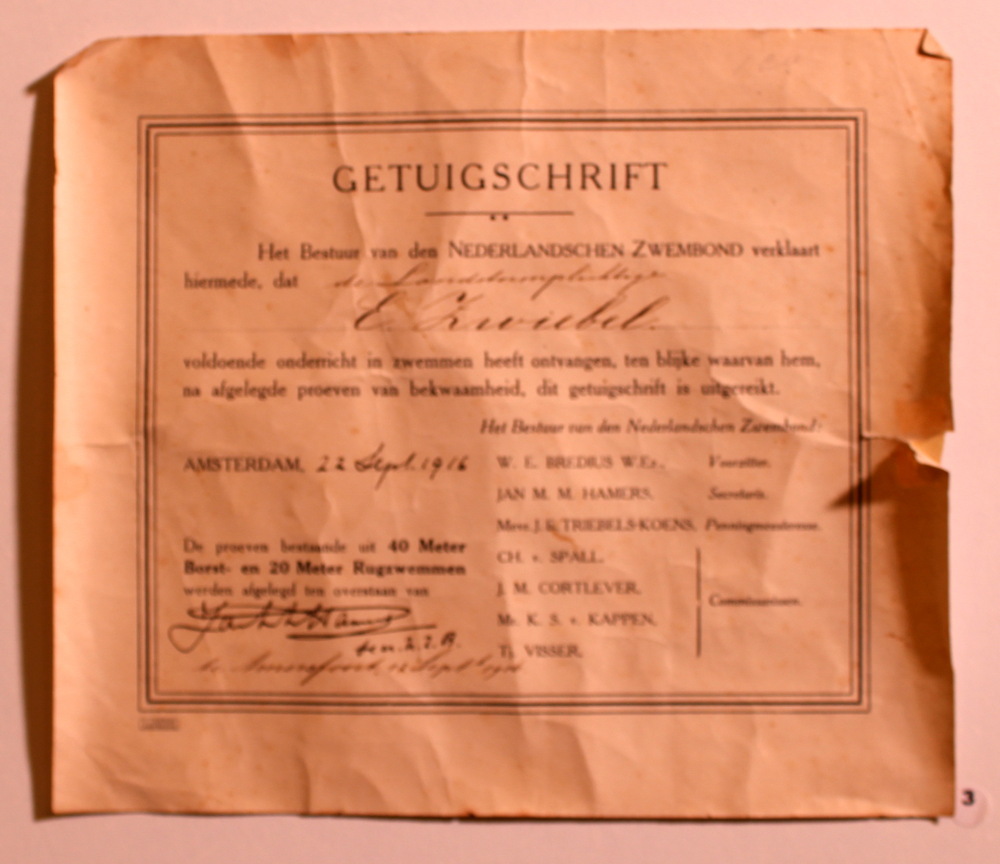 GETUIGSCHRIFT
Het Bestuur van den NEDERLANDSCHEN ZWEMBOND verklaart
hiermede, dat de Landstormplichtige
E. Zwiebel.
voldoende onderricht in zwemmen heeft ontvangen, ten blijke waarvan hem,
na afgelegde proeven van bekwaamheid, dit getuigschrift is uitgereikt.
Het Bestuur van den Nederlandschen Zwembond:
AMSTERDAM, 22 Sept. 1916
W. E. BREDIUS W.Ez., Voorzitter.
JAN M. M. HAMERS, Secretaris.
Mevr. J. E. TRIEBELS-KOENS, Penningmeesteresse.
CH. v. SPALL,
J. M. CORTLEVER,
Mr. K. S. v. KAPPEN,
Tj. VISSER,
Commissarissen.
De proeven bestaande uit 40 Meter
Borst- en 20 Meter Rugzwemmen
werden afgelegd ten overstaan van
te Amersfoort, 12 Sept
3